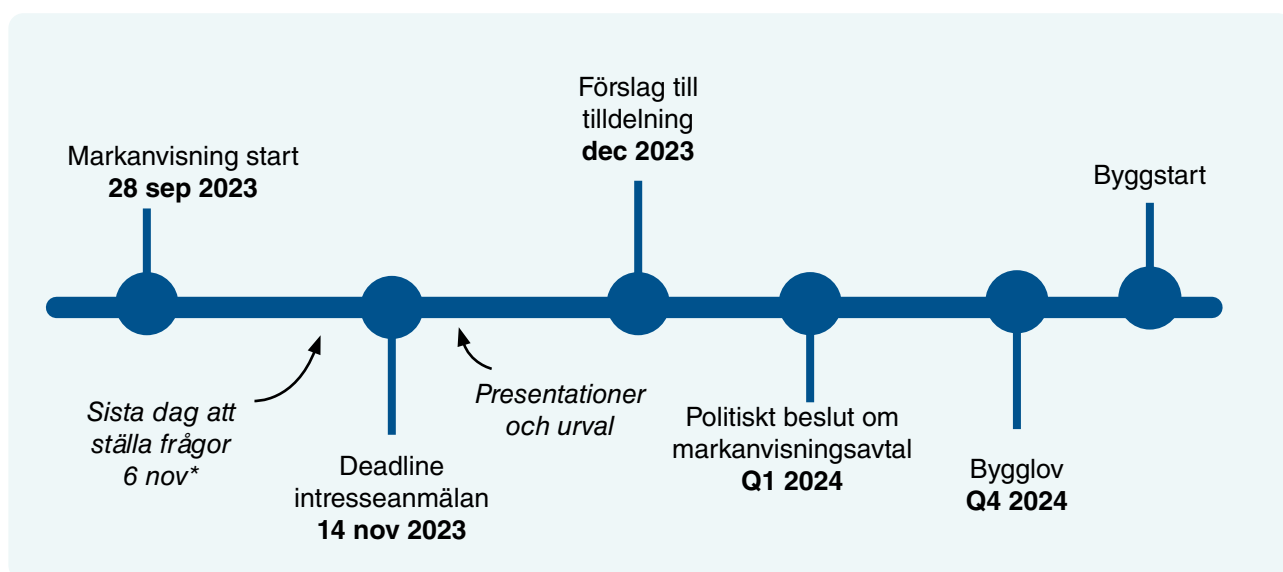 Markanvisning start
28 sep 2023
Sista dag att
ställa frågor
6 nov*
Deadline
intresseanmälan
14 nov 2023
Presentationer
och urval
Förslag till
tilldelning
dec 2023
Politiskt beslut om
markanvisningsavtal
Q1 2024
Bygglov
Q4 2024
Byggstart